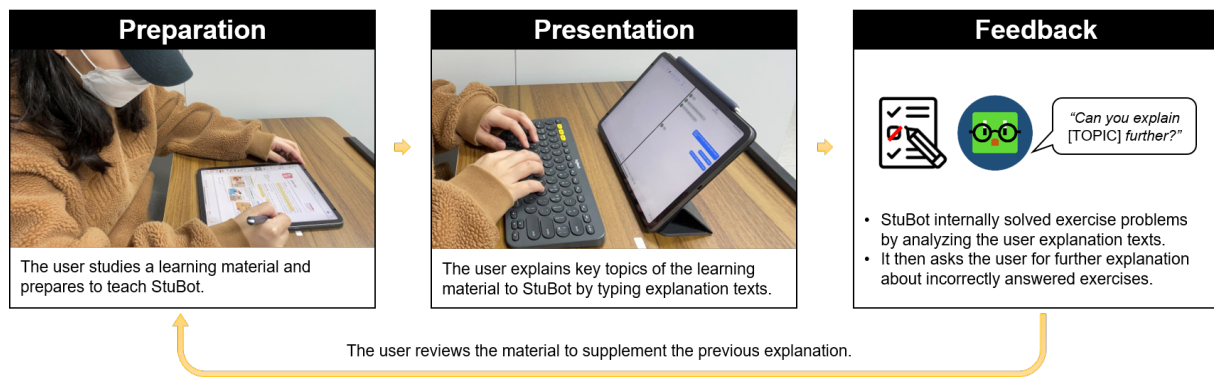 Preparation
The user studies a learning material and
prepares to teach StuBot.
Presentation
The user explains key topics of the learning
material to StuBot by typing explanation texts.
Feedback
“Can you explain
[TOPIC] further?”
• StuBot internally solved exercise problems
by analyzing the user explanation texts.
• It then asks the user for further explanation
about incorrectly answered exercises.
The user reviews the material to supplement the previous explanation.